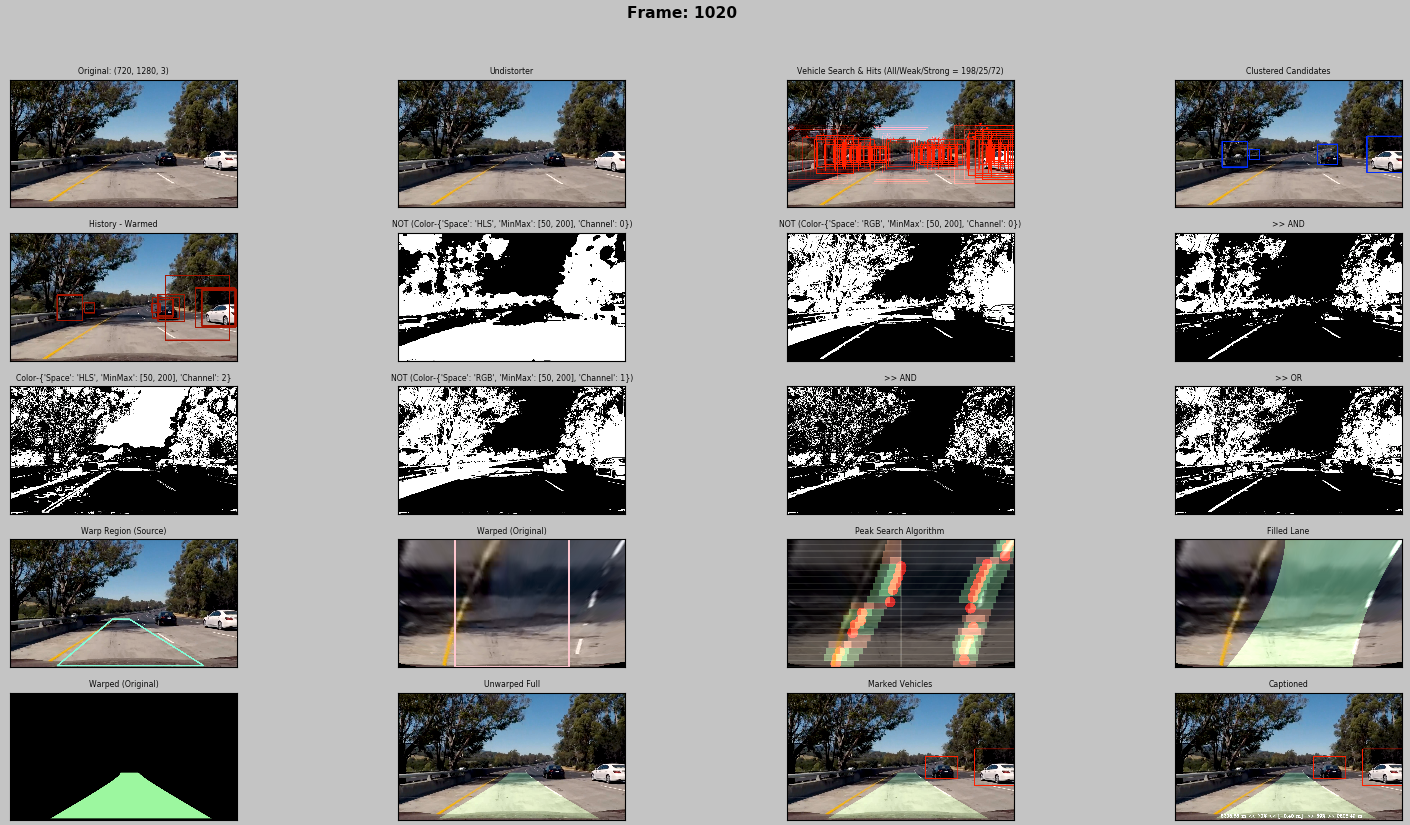 Frame: 1020
Original: (720, 1280, 3)
Undistorter
Vehicle Search & Hits (All/Weak/Strong = 198/25/72)
Clustered Candidates
History - Warmed
NOT (Color-{'Space': 'HLS', 'MinMax': [50, 200], 'Channel': 0})
NOT (Color-{'Space': 'RGB', 'MinMax': [50, 200], 'Channel': 0})
>> AND
Color-{'Space': 'HLS', 'MinMax': [50, 200], 'Channel': 2}
NOT (Color-{'Space': 'RGB', 'MinMax': [50, 200], 'Channel': 1})
>> AND
>> OR
Warp Region (Source)
Warped (Original)
Peak Search Algorithm
Filled Lane
Warped (Original)
Unwarped Full
Marked Vehicles
Captioned